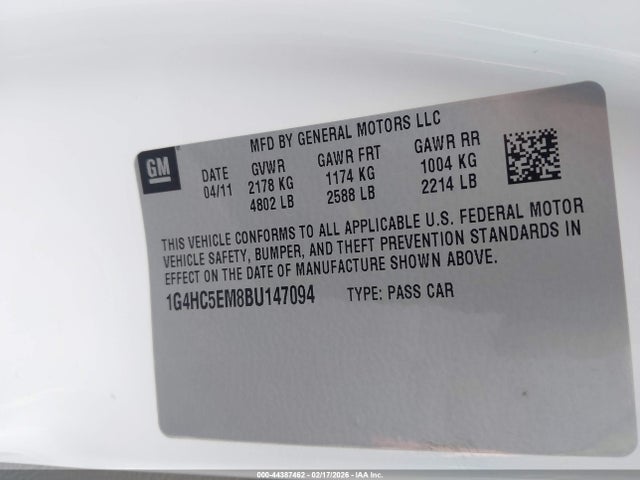 MFD BY GENERAL MOTORS LLC
GM
DATE GVWR GAWR FRT GAWR RR
04/11 2178 KG 1174 KG 1004 KG
4802 LB 2588 LB 2214 LB
THIS VEHICLE CONFORMS TO ALL APPLICABLE U.S. FEDERAL MOTOR
VEHICLE SAFETY, BUMPER, AND THEFT PREVENTION STANDARDS IN
EFFECT ON THE DATE OF MANUFACTURE SHOWN ABOVE.
1G4HC5EM8BU147094 TYPE: PASS CAR
000-44387462 - 02/17/2026 - IAA Inc.